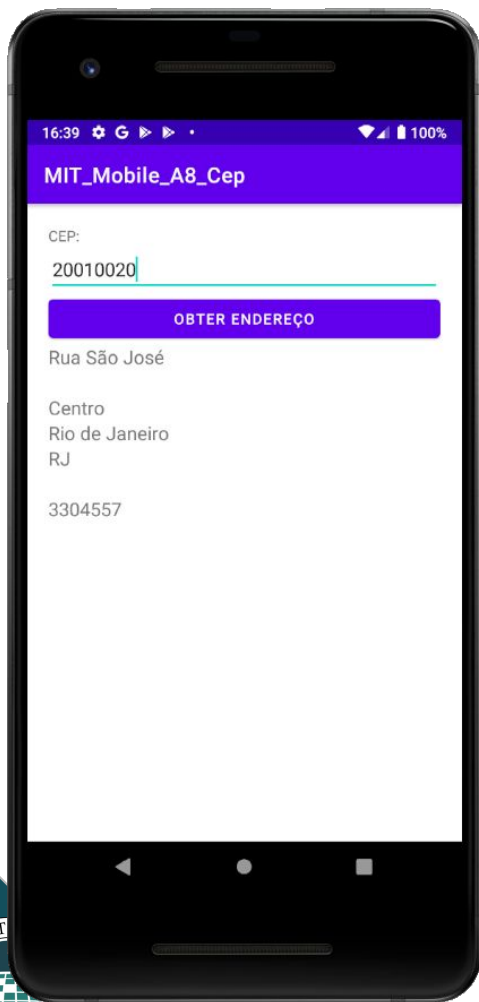 16:39 G 100%
MIT_Mobile_A8_Cep
CEP:
20010020
OBTER ENDEREÇO
Rua São José
Centro
Rio de Janeiro
RJ
3304557